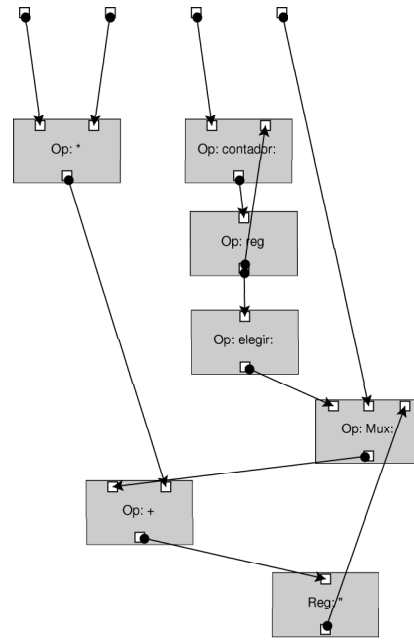 Op: *
Op: contador:
Op: reg
Op: elegir:
Op: Mux:
Op: +
Reg: "